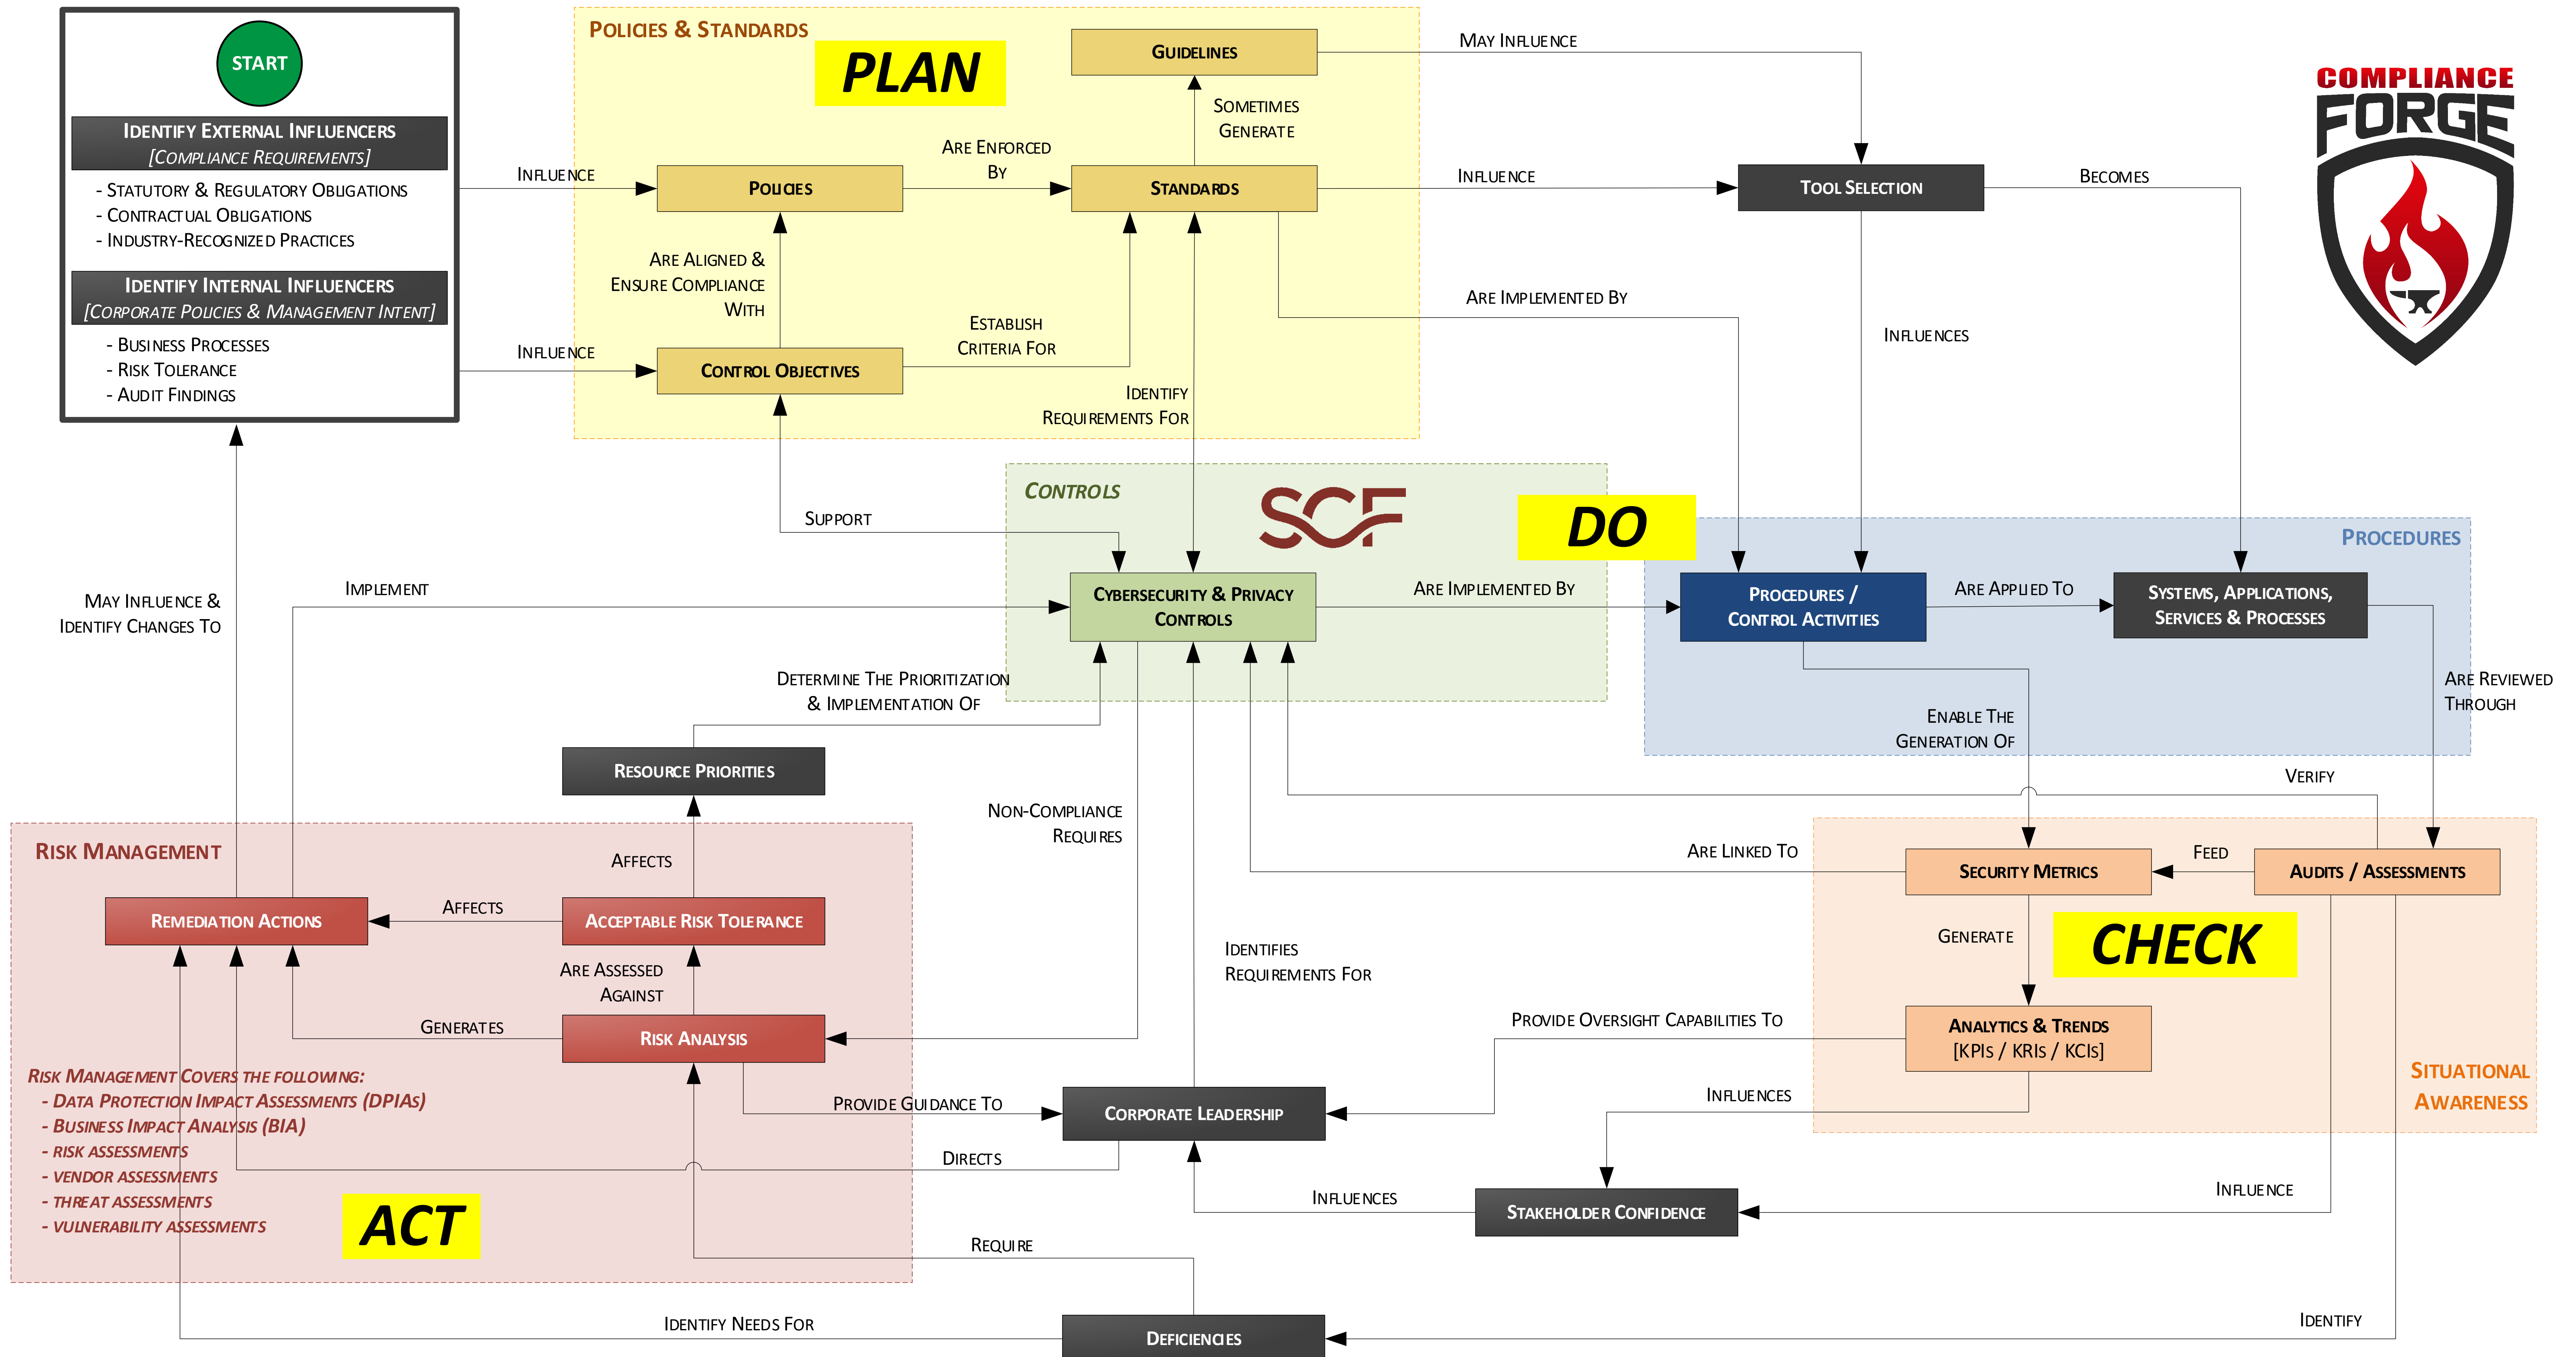 START
IDENTIFY EXTERNAL INFLUENCERS
[COMPLIANCE REQUIREMENTS]
- STATUTORY & REGULATORY OBLIGATIONS
- CONTRACTUAL OBLIGATIONS
- INDUSTRY-RECOGNIZED PRACTICES
IDENTIFY INTERNAL INFLUENCERS
[CORPORATE POLICIES & MANAGEMENT INTENT]
- BUSINESS PROCESSES
- RISK TOLERANCE
- AUDIT FINDINGS
INFLUENCE
INFLUENCE
POLICIES & STANDARDS
PLAN
GUIDELINES
SOMETIMES
GENERATE
POLICIES
ARE ENFORCED
BY
STANDARDS
ARE ALIGNED &
ENSURE COMPLIANCE
WITH
CONTROL OBJECTIVES
ESTABLISH
CRITERIA FOR
IDENTIFY
REQUIREMENTS FOR
MAY INFLUENCE
INFLUENCE
TOOL SELECTION
BECOMES
ARE IMPLEMENTED BY
INFLUENCES
COMPLIANCE
FORGE
SUPPORT
CONTROLS
SCF
DO
PROCEDURES
MAY INFLUENCE &
IDENTIFY CHANGES TO
IMPLEMENT
CYBERSECURITY & PRIVACY
CONTROLS
ARE IMPLEMENTED BY
PROCEDURES /
CONTROL ACTIVITIES
ARE APPLIED TO
SYSTEMS, APPLICATIONS,
SERVICES & PROCESSES
DETERMINE THE PRIORITIZATION
& IMPLEMENTATION OF
ARE REVIEWED
THROUGH
ENABLE THE
GENERATION OF
RESOURCE PRIORITIES
VERIFY
NON-COMPLIANCE
REQUIRES
RISK MANAGEMENT
AFFECTS
ARE LINKED TO
SECURITY METRICS
FEED
AUDITS / ASSESSMENTS
REMEDIATION ACTIONS
AFFECTS
ACCEPTABLE RISK TOLERANCE
GENERATE
CHECK
ARE ASSESSED
AGAINST
IDENTIFIES
REQUIREMENTS FOR
GENERATES
RISK ANALYSIS
PROVIDE OVERSIGHT CAPABILITIES TO
ANALYTICS & TRENDS
[KPIS / KRIS / KCIS]
SITUATIONAL
AWARENESS
RISK MANAGEMENT COVERS THE FOLLOWING:
- DATA PROTECTION IMPACT ASSESSMENTS (DPIAS)
- BUSINESS IMPACT ANALYSIS (BIA)
- RISK ASSESSMENTS
- VENDOR ASSESSMENTS
- THREAT ASSESSMENTS
- VULNERABILITY ASSESSMENTS
ACT
PROVIDE GUIDANCE TO
CORPORATE LEADERSHIP
INFLUENCES
DIRECTS
INFLUENCES
STAKEHOLDER CONFIDENCE
INFLUENCE
REQUIRE
IDENTIFY NEEDS FOR
DEFICIENCIES
IDENTIFY